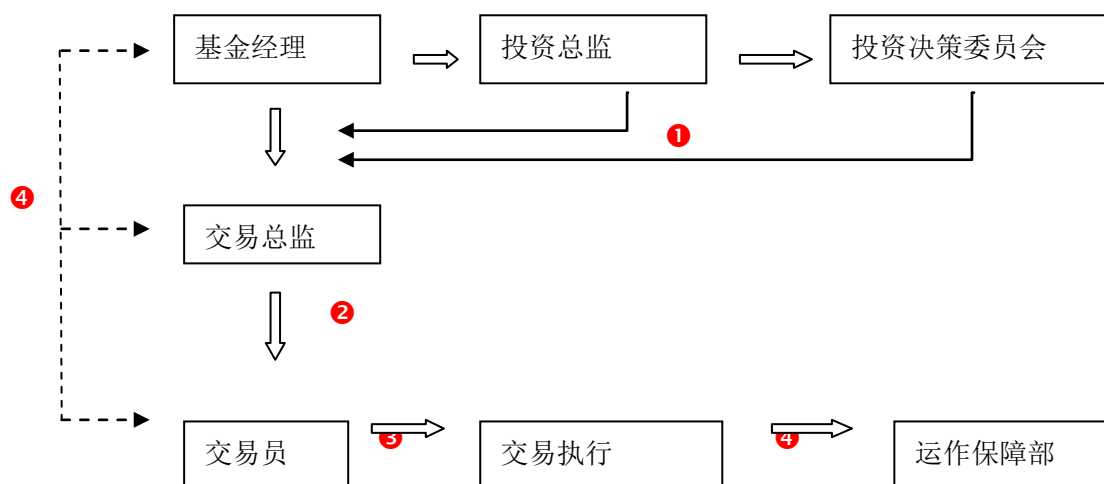 基金经理
投资总监
投资决策委员会
❶
❹
交易总监
❷
交易员
❸
交易执行
❹
运作保障部